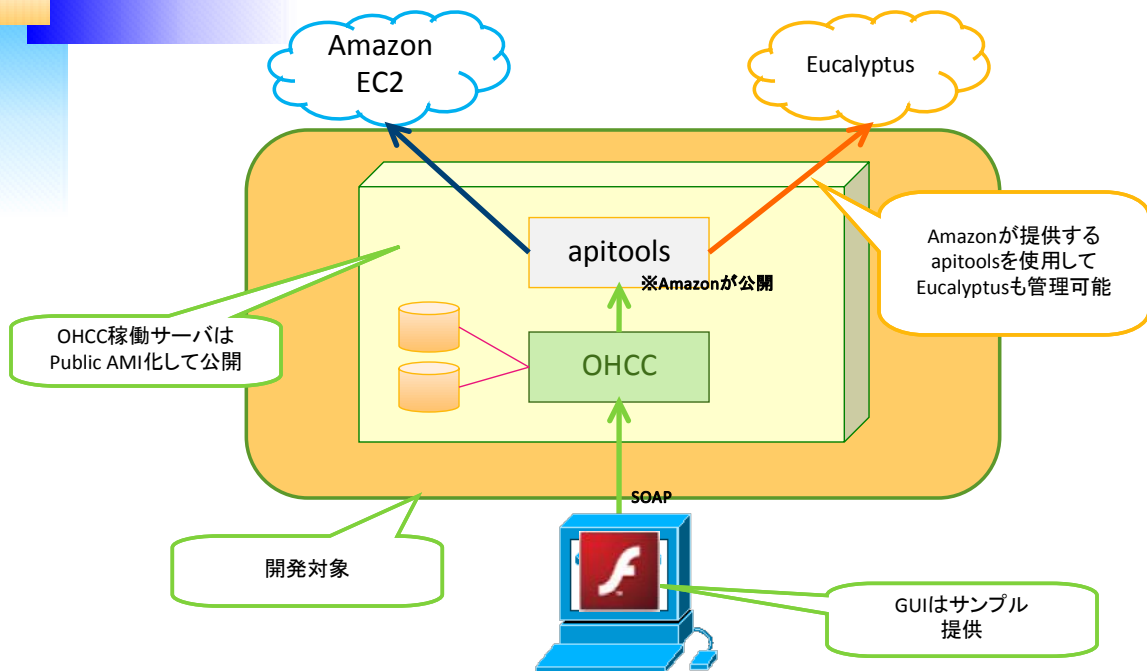 Amazon
EC2
Eucalyptus
apitools
※Amazonが公開
Amazonが提供する
apitoolsを使用して
Eucalyptusも管理可能
OHCC稼働サーバは
Public AMI化して公開
OHCC
SOAP
開発対象
GUIはサンプル
提供